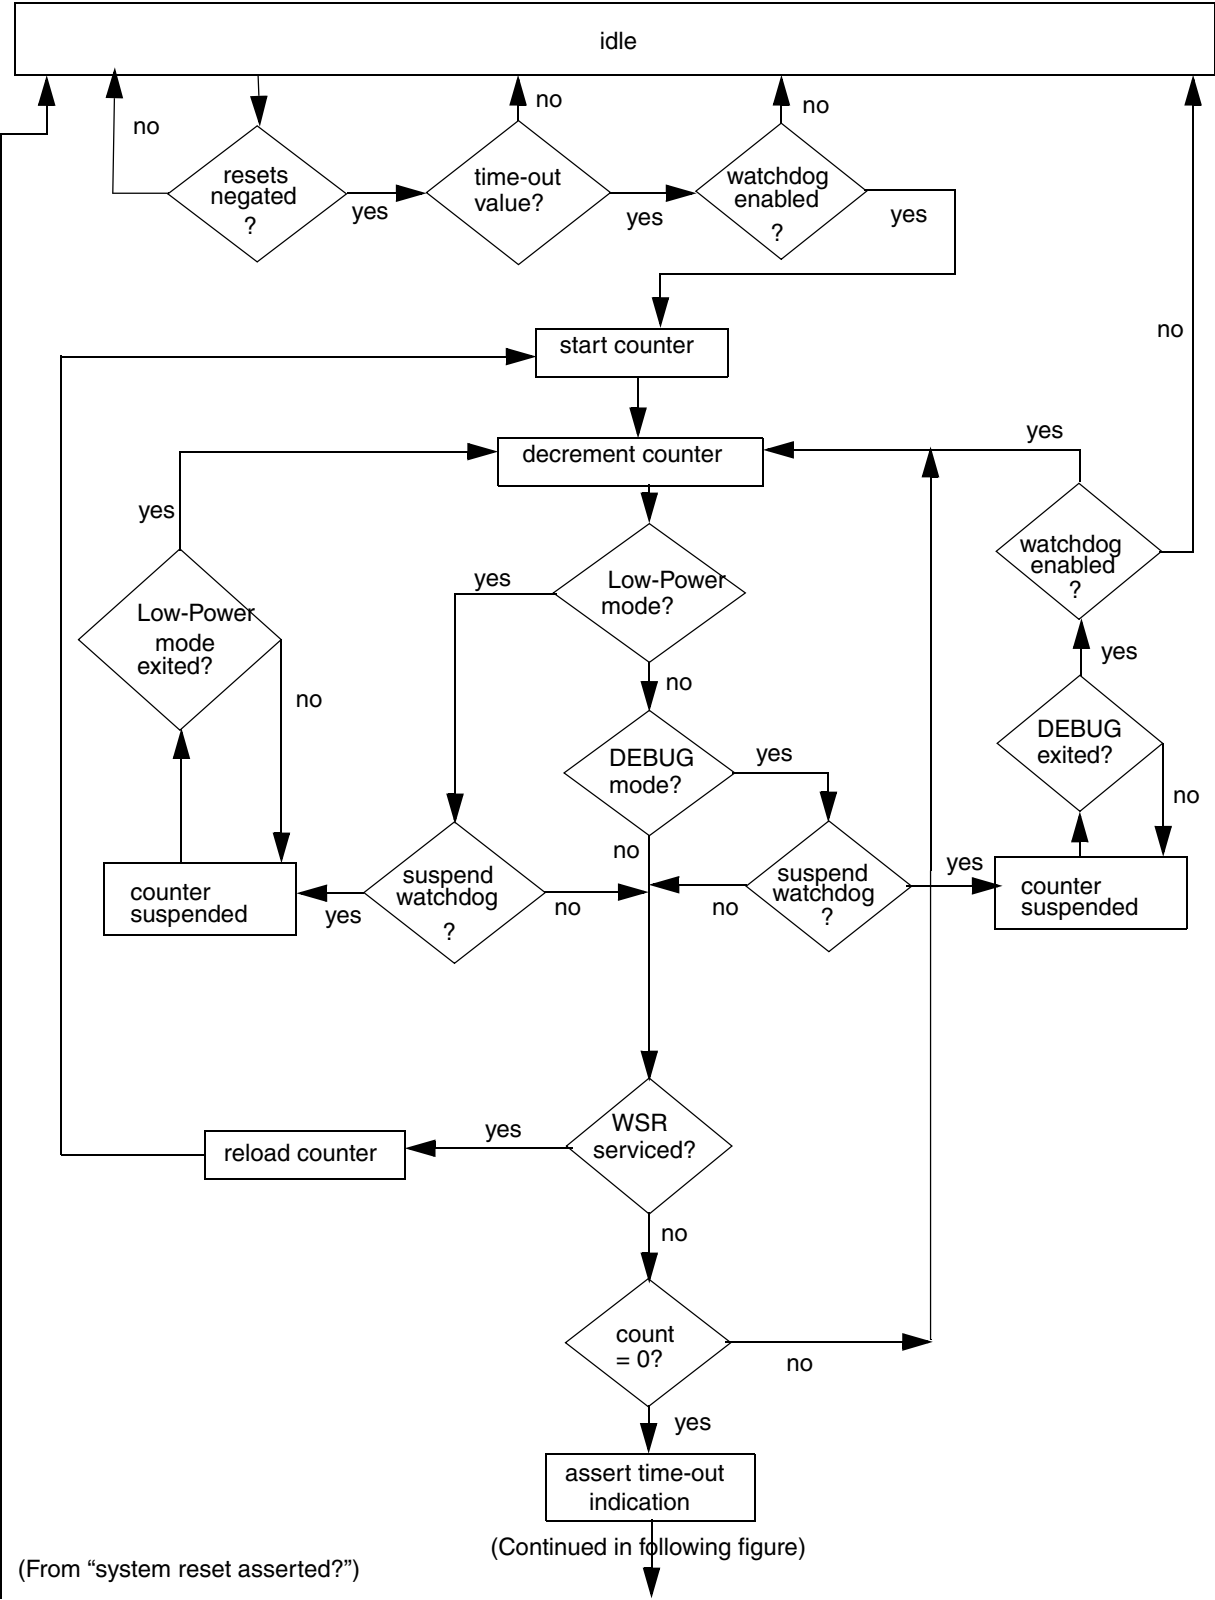 idle
no
no
no
resets
negated
?
yes
time-out
value?
yes
watchdog
enabled
?
yes
start counter
no
decrement counter
yes
yes
Low-Power
mode
exited?
no
yes
Low-Power
mode?
no
watchdog
enabled
?
yes
DEBUG
mode?
yes
no
DEBUG
exited?
no
counter
suspended
yes
suspend
watchdog
?
no
no
suspend
watchdog
?
yes
counter
suspended
reload counter
yes
WSR
serviced?
no
count
= 0?
no
yes
assert time-out
indication
(Continued in following figure)
(From “system reset asserted?”)